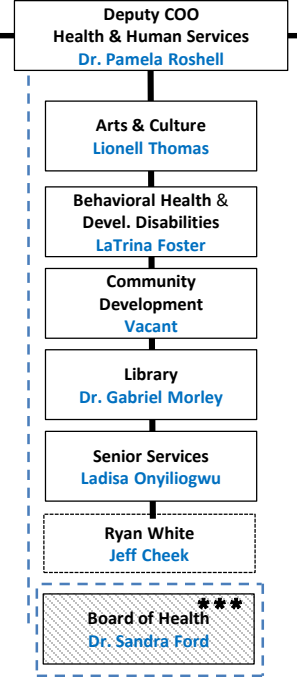 Deputy COO
Health & Human Services
Dr. Pamela Roshell
Arts & Culture
Lionell Thomas
Behavioral Health &
Devel. Disabilities
LaTrina Foster
Community
Development
Vacant
Library
Dr. Gabriel Morley
Senior Services
Ladisa Onyiliogwu
Ryan White
Jeff Cheek
***
Board of Health
Dr. Sandra Ford